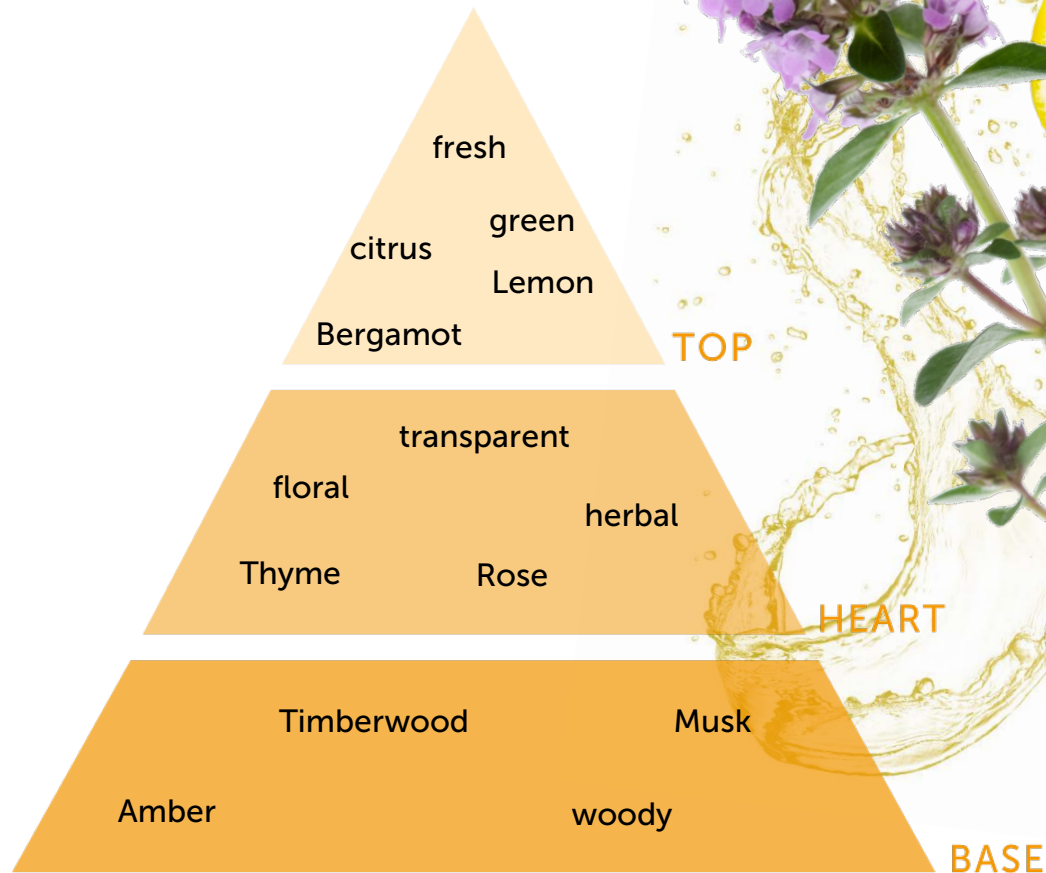 fresh
green
citrus
Lemon
Bergamot
TOP
transparent
floral
herbal
Thyme
Rose
HEART
Timberwood
Musk
Amber
woody
BASE